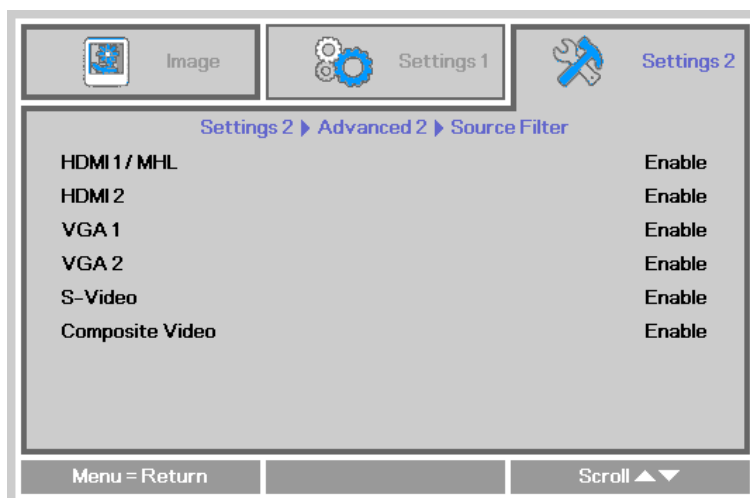 Image Settings 1 Settings 2
Settings 2 ▶ Advanced 2 ▶ Source Filter
HDMI 1 / MHL Enable
HDMI 2 Enable
VGA 1 Enable
VGA 2 Enable
S-Video Enable
Composite Video Enable
Menu = Return Scroll ▲▼